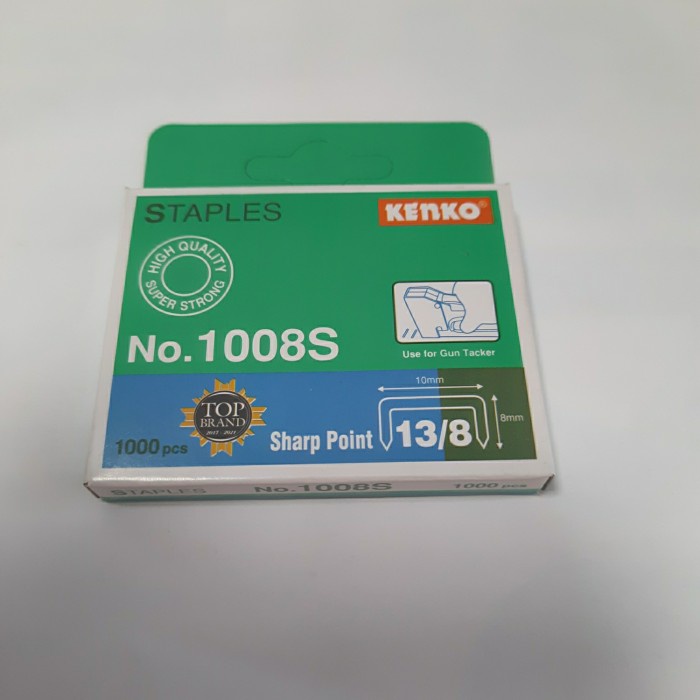 STAPLES
KENKO®
HIGH QUALITY
SUPER STRONG
No.1008S
Use for Gun Tacker
10mm
TOP
BRAND
1000 pcs
Sharp Point
13/8
8mm
STAPLES No.1008S 1000 pcs